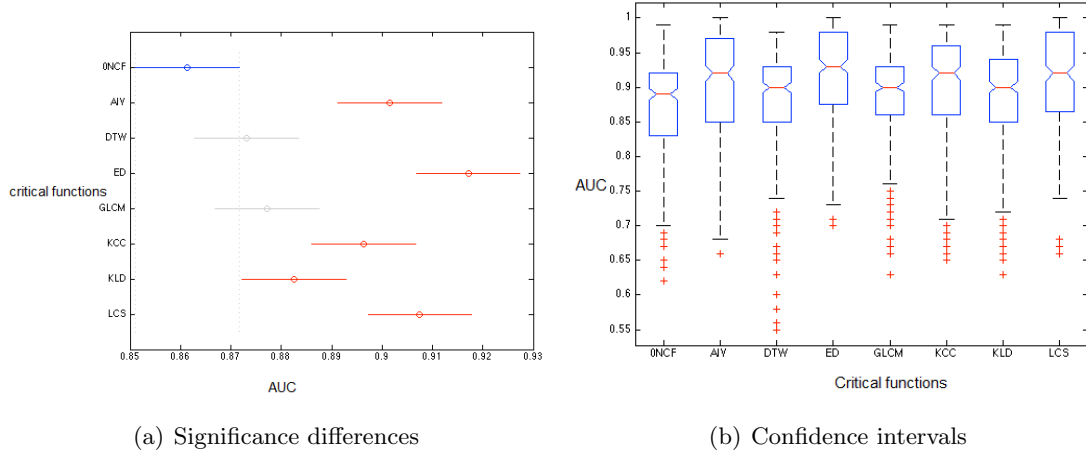 0NCF
AIY
DTW
ED
critical functions
GLCM
KCC
KLD
LCS
0.85 0.86 0.87 0.88 0.89 0.9 0.91 0.92 0.93
AUC
(a) Significance differences
1
0.95
0.9
0.85
0.8
AUC
0.75
0.7
0.65
0.6
0.55
0NCF AIY DTW ED GLCM KCC KLD LCS
Critical functions
(b) Confidence intervals